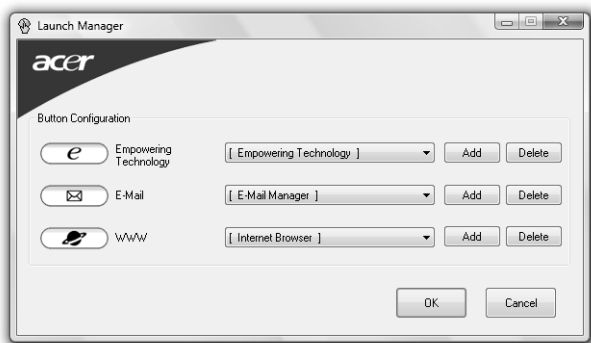 Launch Manager
acer
Button Configuration
e Empowering Technology [ Empowering Technology ] Add Delete
E-Mail [ E-Mail Manager ] Add Delete
WWW [ Internet Browser ] Add Delete
OK Cancel